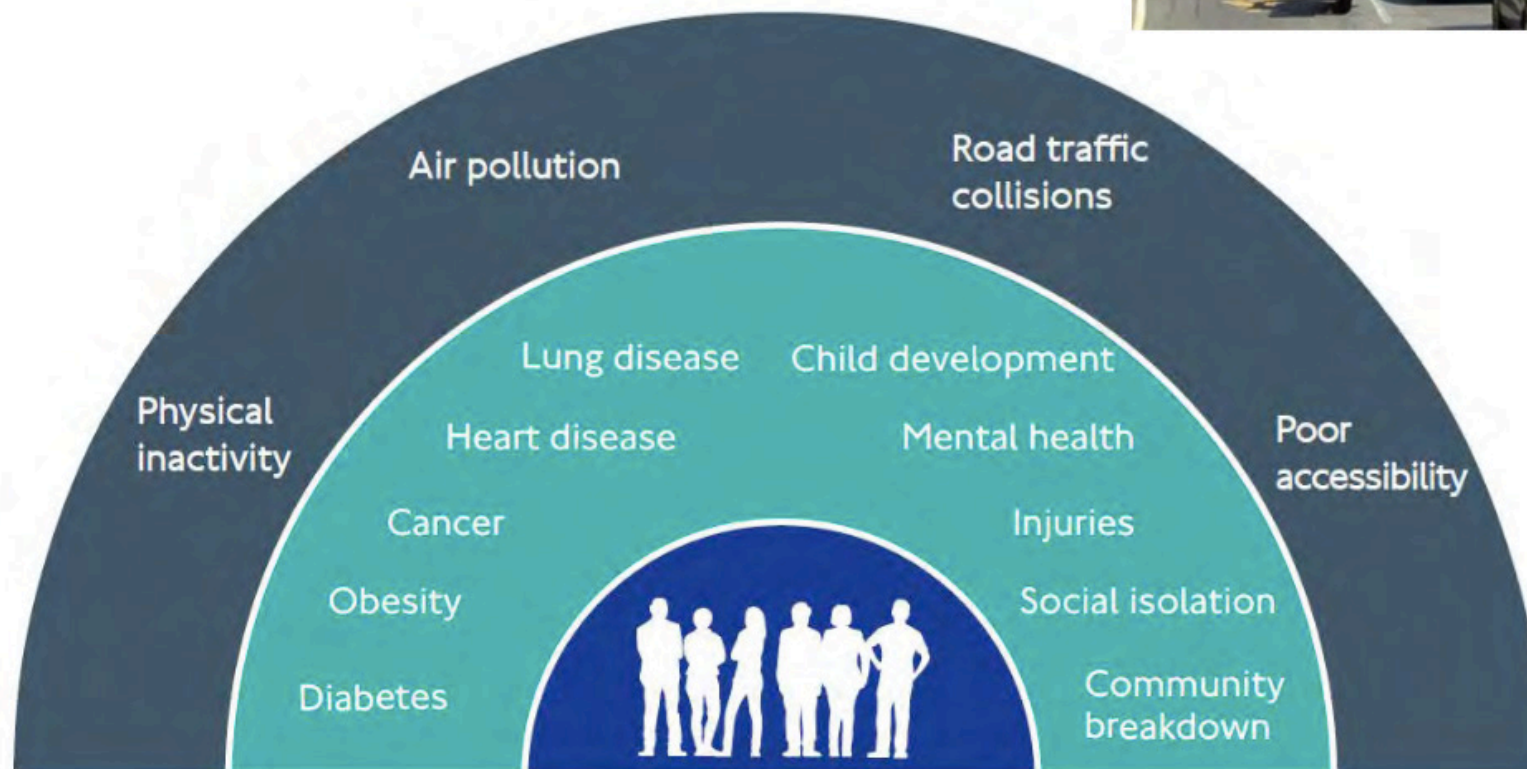 Air pollution
Road traffic
collisions
Physical
inactivity
Poor
accessibility
Lung disease
Child development
Heart disease
Mental health
Cancer
Injuries
Obesity
Social isolation
Diabetes
Community
breakdown